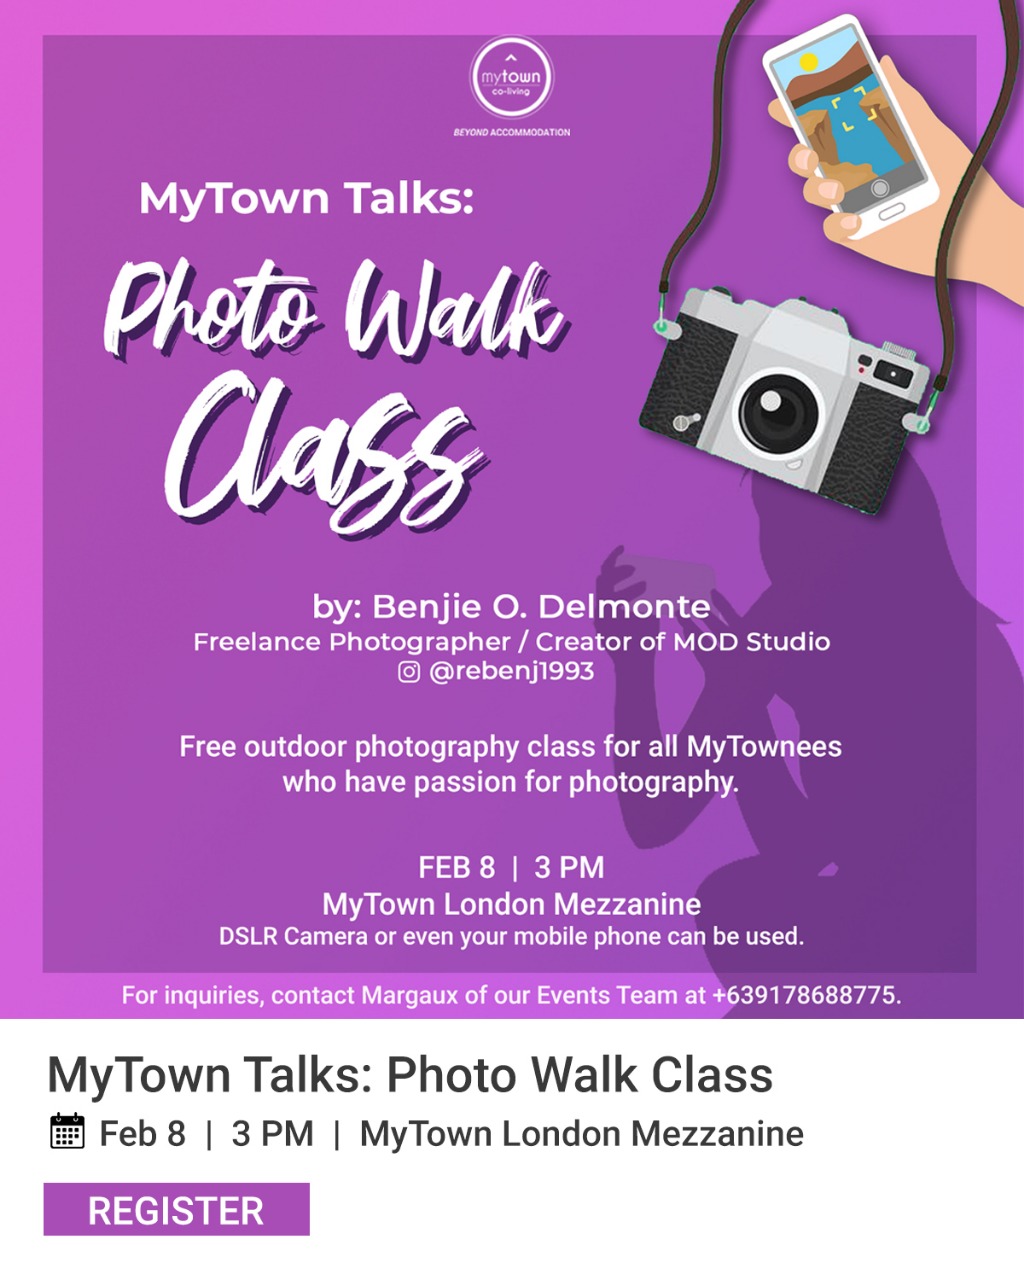 mytown
co-living
BEYOND ACCOMMODATION
MyTown Talks:
Photo Walk
Class
by: Benjie O. Delmonte
Freelance Photographer / Creator of MOD Studio
@rebenj1993
Free outdoor photography class for all MyTownees
who have passion for photography.
FEB 8 | 3 PM
MyTown London Mezzanine
DSLR Camera or even your mobile phone can be used.
For inquiries, contact Margaux of our Events Team at +639178688775.
MyTown Talks: Photo Walk Class
Feb 8 | 3 PM | MyTown London Mezzanine
REGISTER